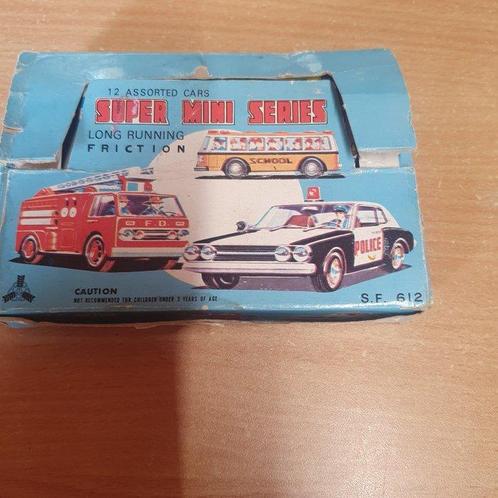 12 ASSORTED CARS
SUPER MINI SERIES
LONG RUNNING
FRICTION
SCHOOL
F.D.
POLICE
CAUTION
NOT RECOMMENDED FOR CHILDREN UNDER 3 YEARS OF AGE
S.F. 612